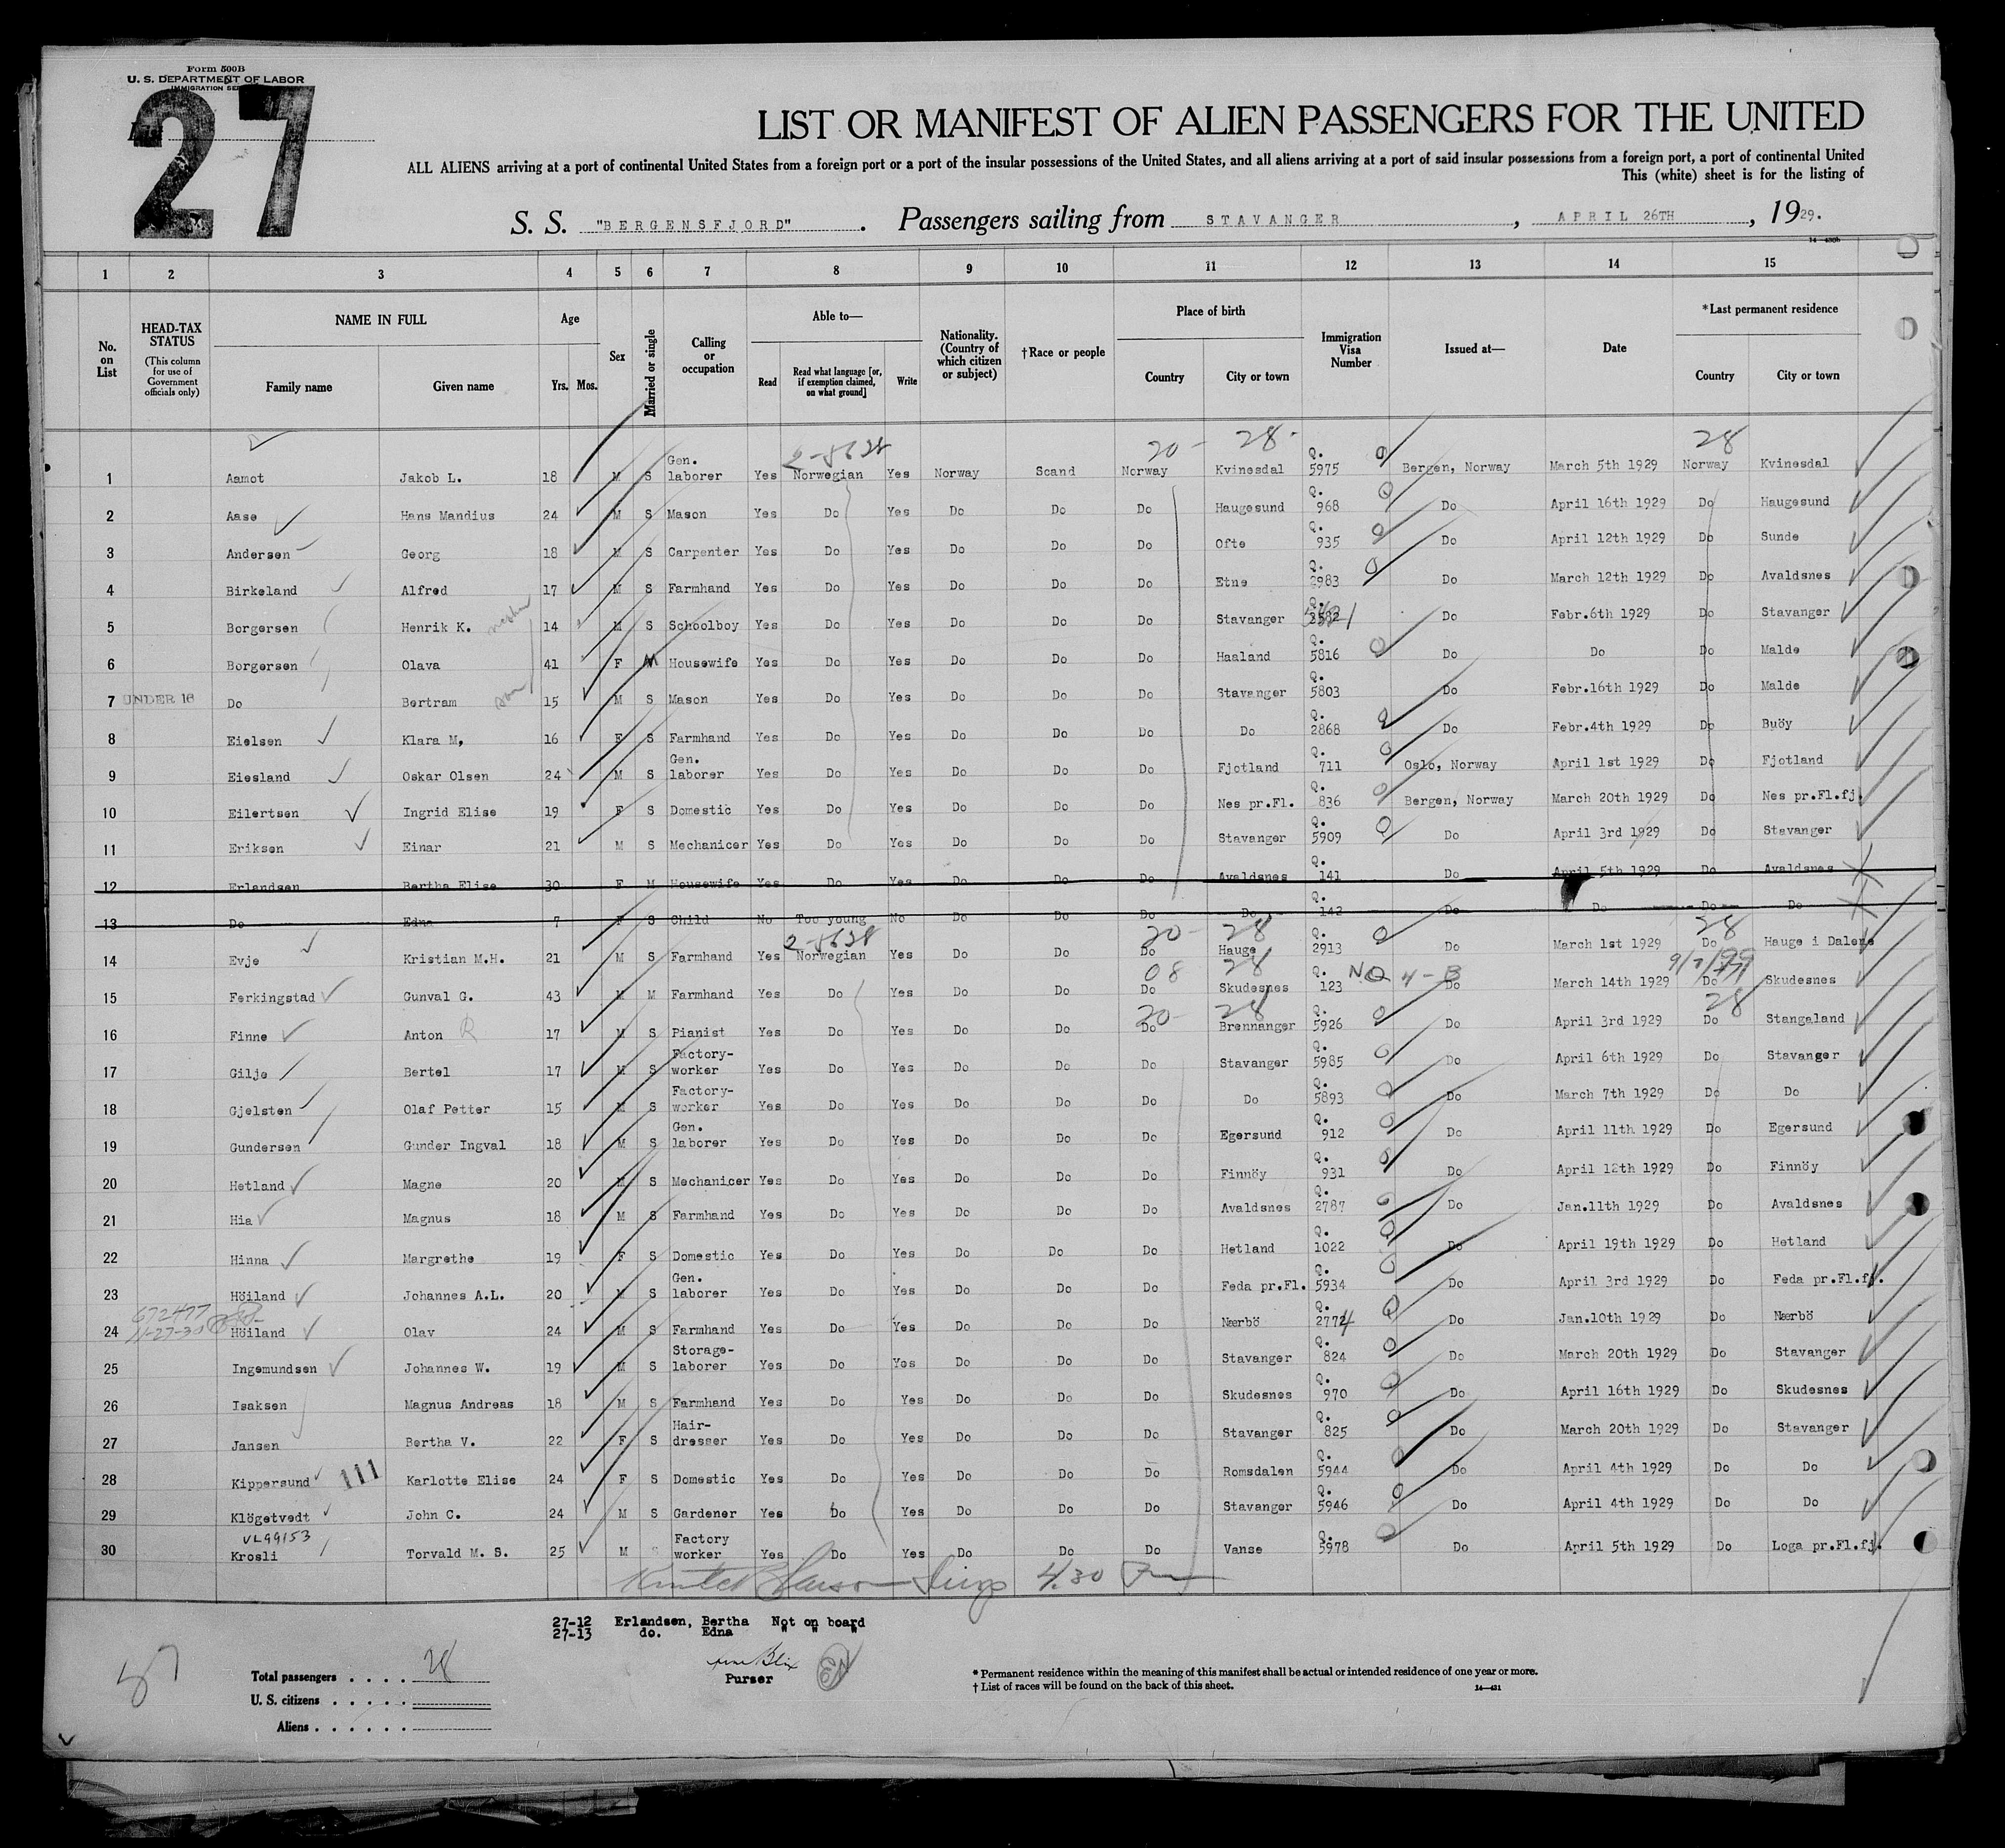 Form 500B
U. S. DEPARTMENT OF LABOR
IMMIGRATION
27
LIST OR MANIFEST OF ALIEN PASSENGERS FOR THE UNITED
ALL ALIENS arriving at a port of continental United States from a foreign port or a port of the insular possessions of the United States, and all aliens arriving at a port of said insular possessions from a foreign port, a port of continental United
This (white) sheet is for the listing of
S. S. "BERGENSFJORD". Passengers sailing from STAVANGER, APRIL 26TH, 1929.
1 2 3 4 5 6 7 8 9 10 11 12 13 14 15
No. on List
HEAD-TAX STATUS
(This column for use of Government officials only)
NAME IN FULL
Family name Given name
Age
Yrs. Mos.
Sex
Married or single
Calling or occupation
Able to—
Read
Read what language [or, if exemption claimed, on what ground]
Write
Nationality. (Country of which citizen or subject)
†Race or people
Place of birth
Country City or town
Immigration Visa Number
Issued at—
Date
*Last permanent residence
Country City or town
20- 28- 28
1 Aamot Jakob L. 18 M S Gen. laborer Yes Norwegian Yes Norway Scand Norway Kvinesdal Q. 5975 Bergen, Norway March 5th 1929 Norway Kvinesdal
2 Aase Hans Mandius 24 M S Mason Yes Do Yes Do Do Do Haugesund Q. 968 Do April 16th 1929 Do Haugesund
3 Andersen Georg 18 M S Carpenter Yes Do Yes Do Do Do Ofte Q. 935 Do April 12th 1929 Do Sunde
4 Birkeland Alfred 17 M S Farmhand Yes Do Yes Do Do Do Etne Q. 2983 Do March 12th 1929 Do Avaldsnes
5 Borgersen Henrik K. 14 M S Schoolboy Yes Do Yes Do Do Do Stavanger Q. Do Febr.6th 1929 Do Stavanger
6 Borgersen Olava 41 F M Housewife Yes Do Yes Do Do Do Haaland Q. 5816 Do Do Do Malde
7 UNDER 16 Do Bertram son 15 M S Mason Yes Do Yes Do Do Do Stavanger Q. 5803 Do Febr.16th 1929 Do Malde
8 Eielsen Klara M, 16 F S Farmhand Yes Do Yes Do Do Do Do Q. 2868 Do Febr.4th 1929 Do Buöy
9 Eiesland Oskar Olsen 24 M S Gen. laborer Yes Do Yes Do Do Do Fjotland Q. 711 Oslo, Norway April 1st 1929 Do Fjotland
10 Eilertsen Ingrid Elise 19 F S Domestic Yes Do Yes Do Do Do Nes pr.Fl. Q. 836 Bergen, Norway March 20th 1929 Do Nes pr.Fl.fj.
11 Eriksen Einar 21 M S Mechanicer Yes Do Yes Do Do Do Stavanger Q. 5909 Do April 3rd 1929 Do Stavanger
12 Erlandsen Bertha Elise 30 F M Housewife Yes Do Yes Do Do Do Avaldsnes Q. 141 Do April 5th 1929 Do Avaldsnes
13 Do Edna 7 F S Child No Too young No Do Do Do Do Q. 142 Do Do Do Do
20- 28 28
14 Evje Kristian M.H. 21 M S Farmhand Yes Norwegian Yes Do Do Do Hauge Q. 2913 Do March 1st 1929 Do Hauge i Dalene
08 28 NQ 4-B
15 Ferkingstad Gunval G. 43 M M Farmhand Yes Do Yes Do Do Do Skudesnes Q. 123 Do March 14th 1929 Do Skudesnes
20- 28 28
16 Finne Anton R 17 M S Pianist Yes Do Yes Do Do Do Brennanger Q. 5926 Do April 3rd 1929 Do Stangaland
17 Gilje Bertel 17 M S Factory-worker Yes Do Yes Do Do Do Stavanger Q. 5985 Do April 6th 1929 Do Stavanger
18 Gjelsten Olaf Petter 15 M S Factory-worker Yes Do Yes Do Do Do Do Q. 5893 Do March 7th 1929 Do Do
19 Gundersen Gunder Ingval 18 M S Gen. laborer Yes Do Yes Do Do Do Egersund Q. 912 Do April 11th 1929 Do Egersund
20 Hetland Magne 20 M S Mechanicer Yes Do Yes Do Do Do Finnöy Q. 931 Do April 12th 1929 Do Finnöy
21 Hia Magnus 18 M S Farmhand Yes Do Yes Do Do Do Avaldsnes Q. 2787 Do Jan.11th 1929 Do Avaldsnes
22 Hinna Margrethe 19 F S Domestic Yes Do Yes Do Do Do Hetland Q. 1022 Do April 19th 1929 Do Hetland
23 Höiland Johannes A.L. 20 M S Gen. laborer Yes Do Yes Do Do Do Feda pr.Fl. Q. 5934 Do April 3rd 1929 Do Feda pr.Fl.fj.
672477
11-27-30
24 Höiland Olav 24 M S Farmhand Yes Do Yes Do Do Do Nærbö Q. 2774 Do Jan.10th 1929 Do Nærbö
25 Ingemundsen Johannes W. 19 M S Storage-laborer Yes Do Yes Do Do Do Stavanger Q. 824 Do March 20th 1929 Do Stavanger
26 Isaksen Magnus Andreas 18 M S Farmhand Yes Do Yes Do Do Do Skudesnes Q. 970 Do April 16th 1929 Do Skudesnes
27 Jansen Bertha V. 22 F S Hair-dresser Yes Do Yes Do Do Do Stavanger Q. 825 Do March 20th 1929 Do Stavanger
28 Kippersund 111 Karlotte Elise 24 F S Domestic Yes Do Yes Do Do Do Romsdalen Q. 5944 Do April 4th 1929 Do Do
29 Klögetvedt John C. 24 M S Gardener Yes Do Yes Do Do Do Stavanger Q. 5946 Do April 4th 1929 Do Do
VL99153
30 Krosli Torvald M. S. 25 M S Factory worker Yes Do Yes Do Do Do Vanse Q. 5978 Do April 5th 1929 Do Loga pr.Fl.fj.
4.30
27-12 Erlandsen, Bertha Not on board
27-13 do. Edna " " "
Purser
Total passengers . . . . 28
U. S. citizens . . . . .
Aliens . . . . . .
* Permanent residence within the meaning of this manifest shall be actual or intended residence of one year or more.
† List of races will be found on the back of this sheet.
14—431